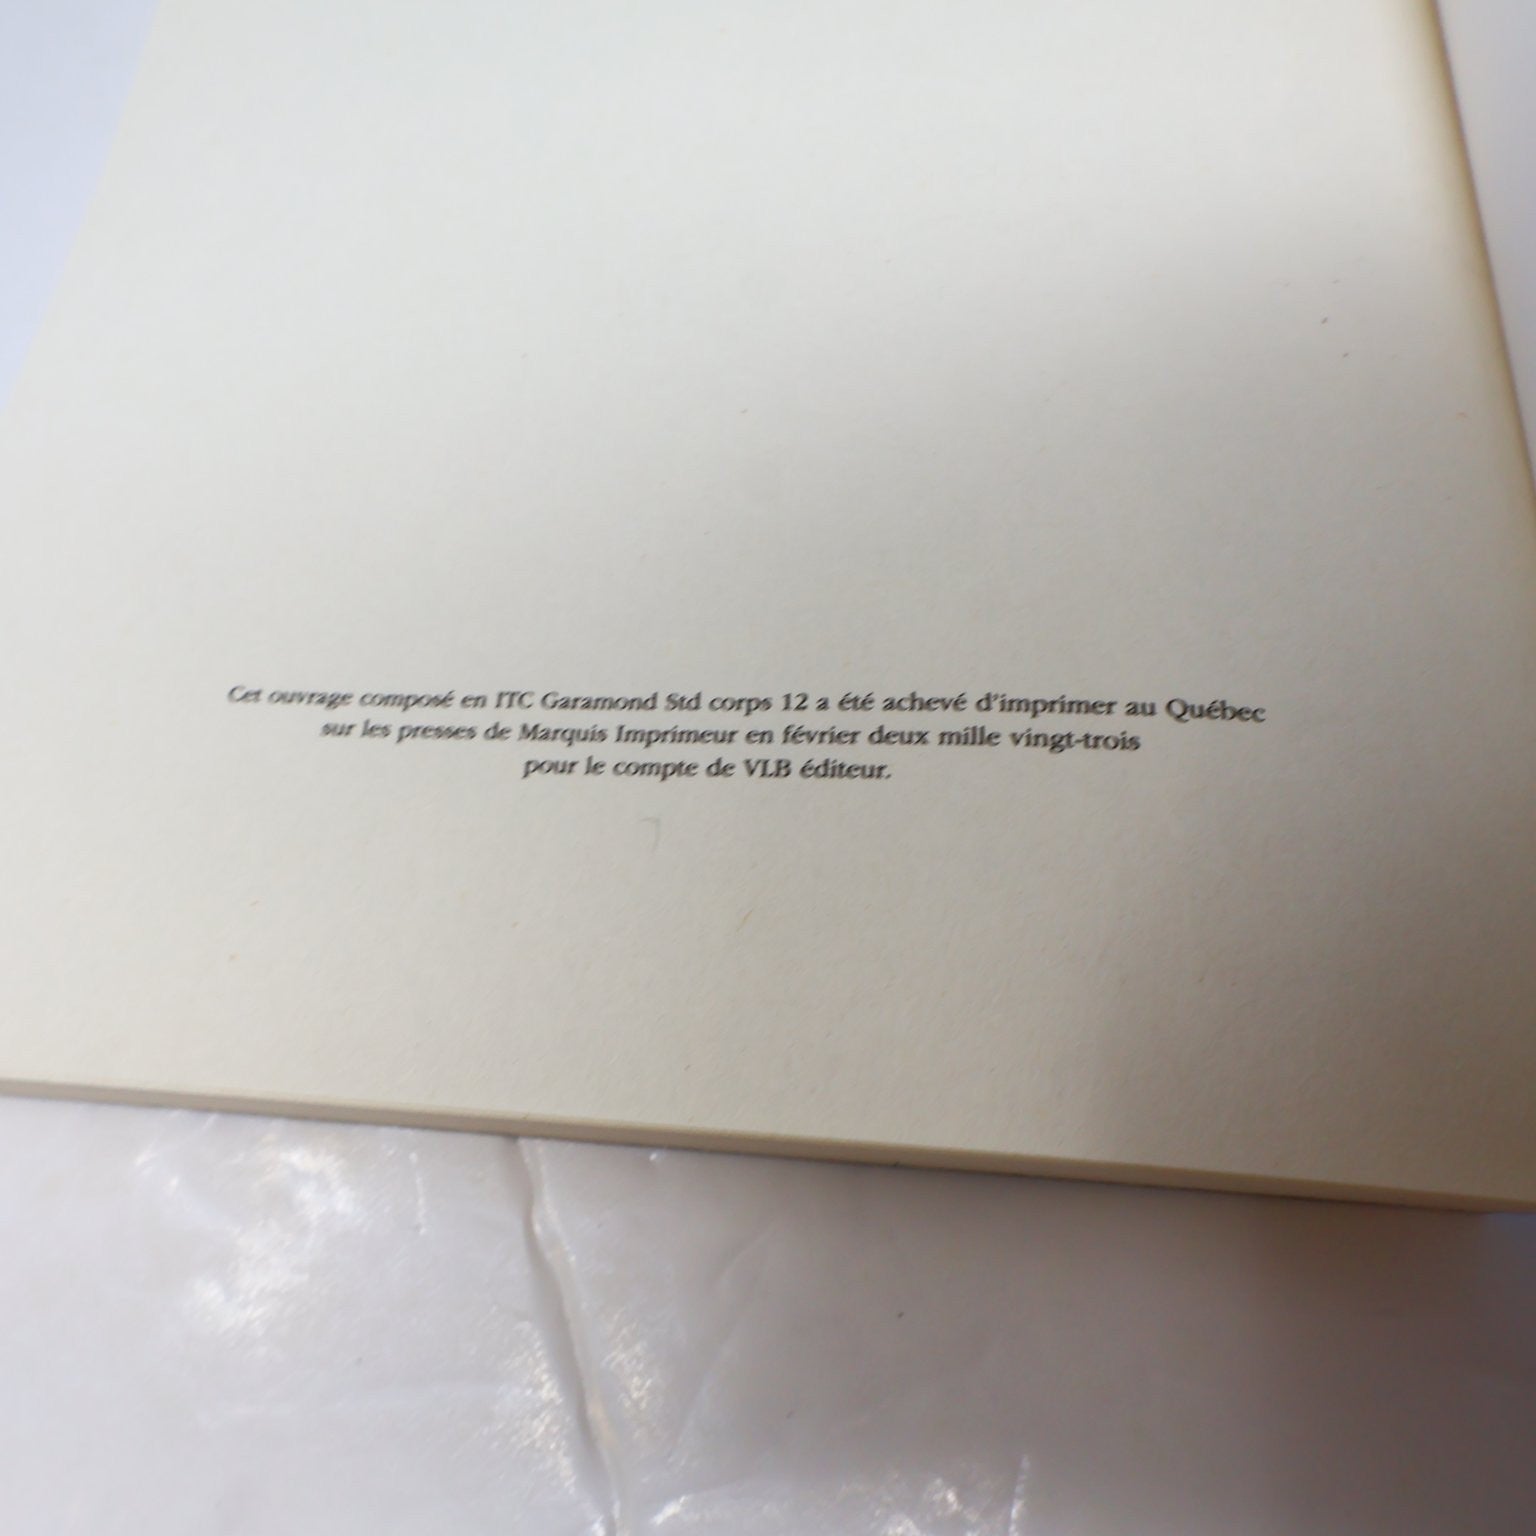 Cet ouvrage composé en ITC Garamond Std corps 12 a été achevé d'imprimer au Québec
sur les presses de Marquis Imprimeur en février deux mille vingt-trois
pour le compte de VLB éditeur.